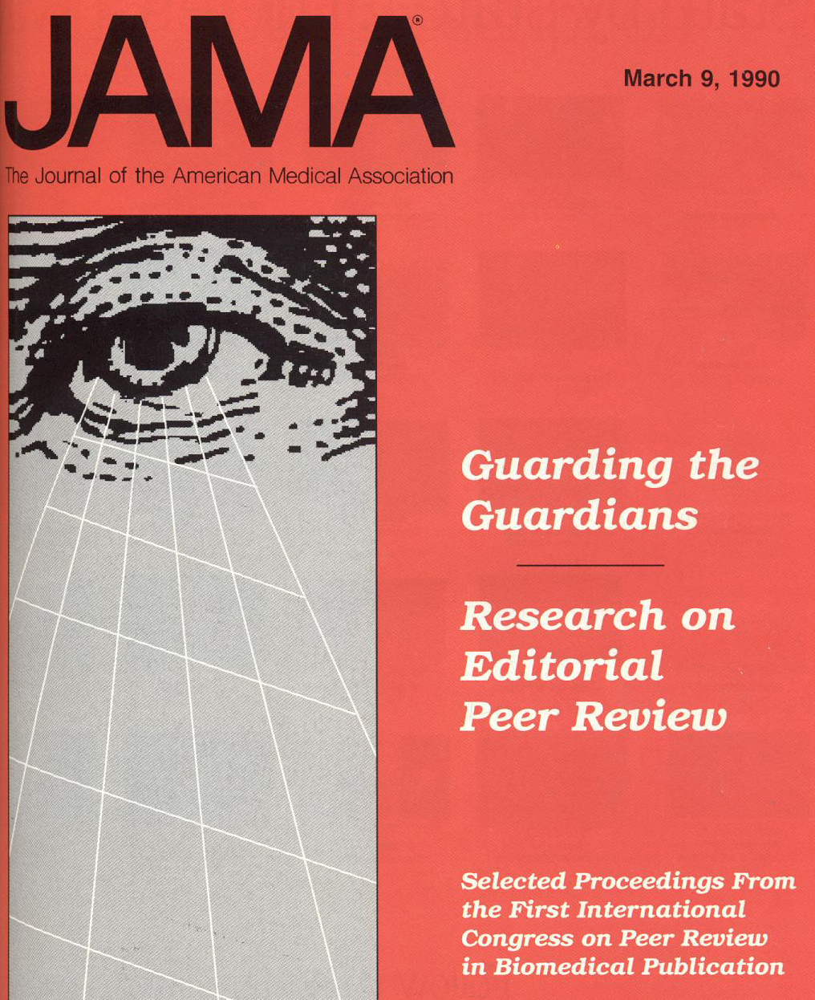 JAMA®
March 9, 1990
The Journal of the American Medical Association
Guarding the
Guardians
Research on
Editorial
Peer Review
Selected Proceedings From
the First International
Congress on Peer Review
in Biomedical Publication